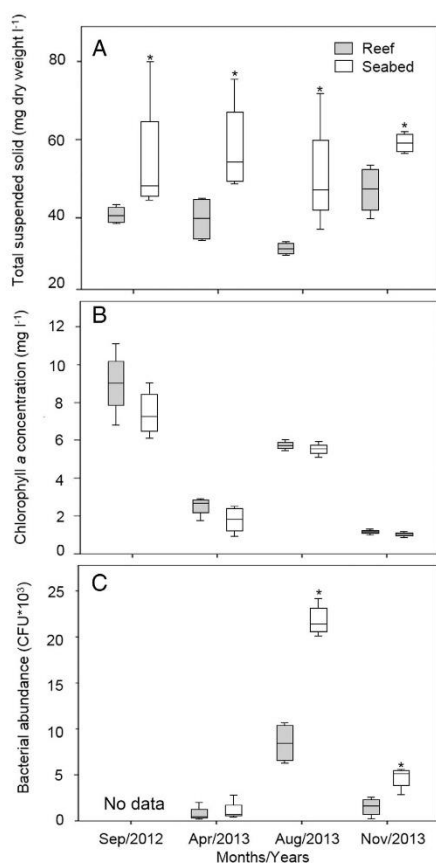 A
Reef
Seabed
Total suspended solid (mg dry weight l-1)
80
60
40
20
* * * *
B
Chlorophyll a concentration (mg l-1)
12
10
8
6
4
2
0
C
Bacterial abundance (CFU*10³)
25
20
10
5
0
* *
No data
Sep/2012 Apr/2013 Aug/2013 Nov/2013
Months/Years